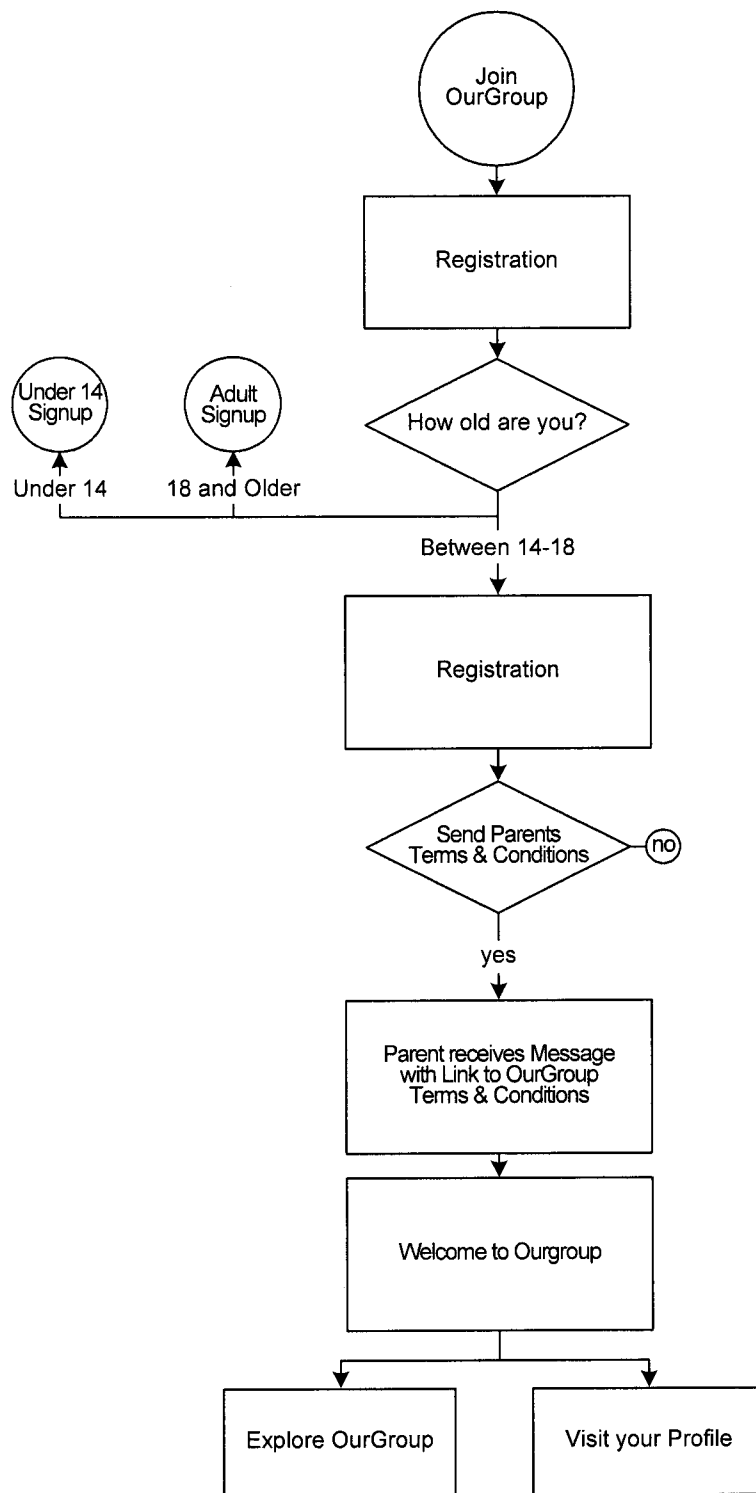 Join
OurGroup
Registration
How old are you?
Under 14
Signup
Adult
Signup
Under 14
18 and Older
Between 14-18
Registration
Send Parents
Terms & Conditions
no
yes
Parent receives Message
with Link to OurGroup
Terms & Conditions
Welcome to Ourgroup
Explore OurGroup
Visit your Profile